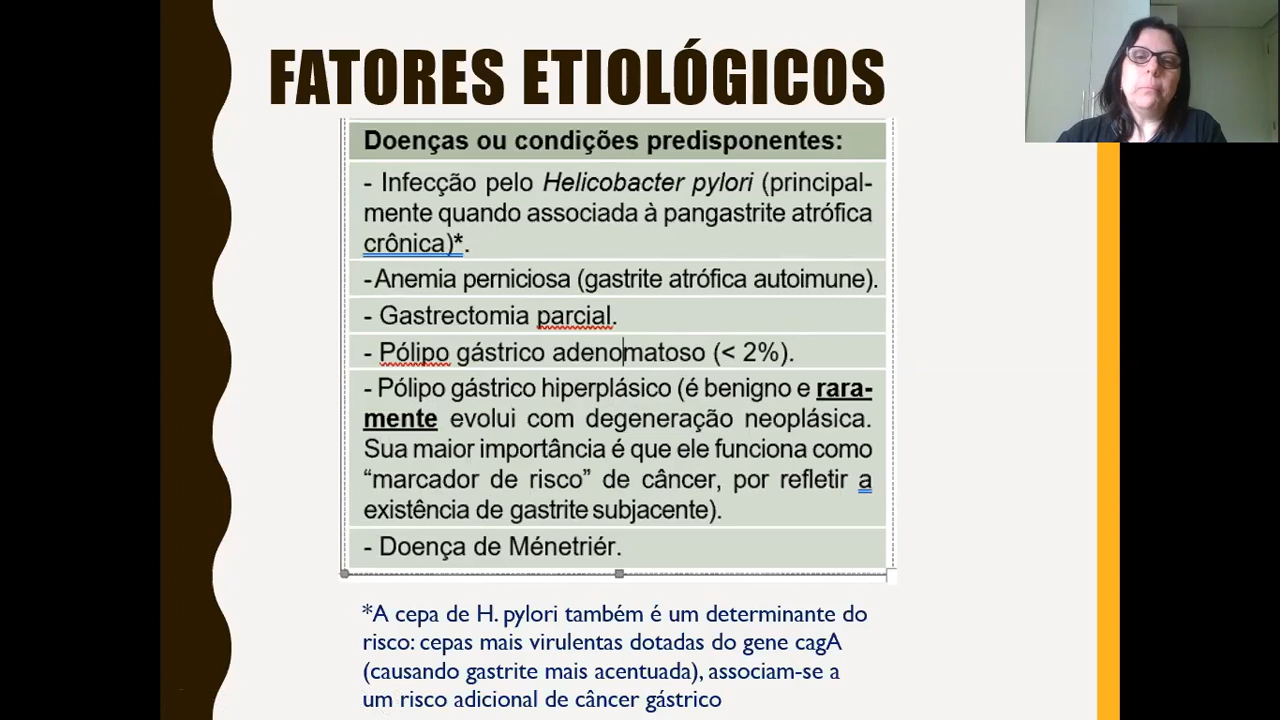 FATORES ETIOLÓGICOS
Doenças ou condições predisponentes:
- Infecção pelo Helicobacter pylori (principal-
mente quando associada à pangastrite atrófica
crônica)*.
- Anemia perniciosa (gastrite atrófica autoimune).
- Gastrectomia parcial.
- Pólipo gástrico adenomatoso (< 2%).
- Pólipo gástrico hiperplásico (é benigno e rara-
mente evolui com degeneração neoplásica.
Sua maior importância é que ele funciona como
“marcador de risco” de câncer, por refletir a
existência de gastrite subjacente).
- Doença de Ménetriér.
*A cepa de H. pylori também é um determinante do
risco: cepas mais virulentas dotadas do gene cagA
(causando gastrite mais acentuada), associam-se a
um risco adicional de câncer gástrico